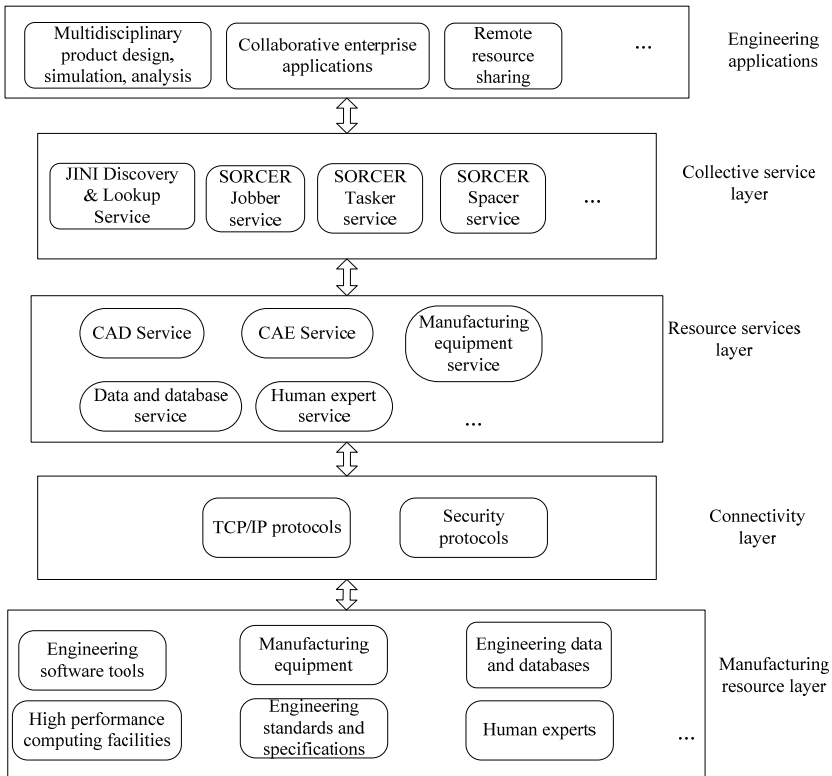 Multidisciplinary
product design,
simulation, analysis
Collaborative enterprise
applications
Remote
resource
sharing
...
Engineering
applications
JINI Discovery
& Lookup
Service
SORCER
Jobber
service
SORCER
Tasker
service
SORCER
Spacer
service
...
Collective service
layer
CAD Service
CAE Service
Manufacturing
equipment
service
Resource services
layer
Data and database
service
Human expert
service
...
TCP/IP protocols
Security
protocols
Connectivity
layer
Engineering
software tools
Manufacturing
equipment
Engineering data
and databases
Manufacturing
resource layer
High performance
computing facilities
Engineering
standards and
specifications
Human experts
...